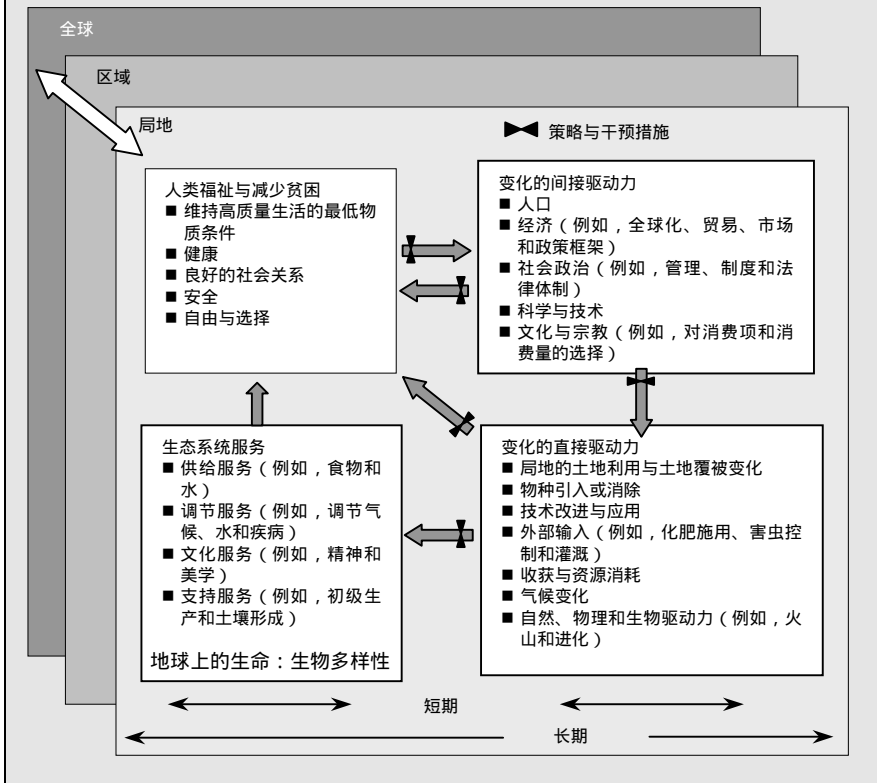 全球
区域
局地
策略与干预措施
人类福祉与减少贫困
■ 维持高质量生活的最低物
质条件
■ 健康
■ 良好的社会关系
■ 安全
■ 自由与选择
变化的间接驱动力
■ 人口
■ 经济（例如，全球化、贸易、市场
和政策框架）
■ 社会政治（例如，管理、制度和法
律体制）
■ 科学与技术
■ 文化与宗教（例如，对消费项和消
费量的选择）
生态系统服务
■ 供给服务（例如，食物和
水）
■ 调节服务（例如，调节气
候、水和疾病）
■ 文化服务（例如，精神和
美学）
■ 支持服务（例如，初级生
产和土壤形成）
地球上的生命：生物多样性
变化的直接驱动力
■ 局地的土地利用与土地覆被变化
■ 物种引入或消除
■ 技术改进与应用
■ 外部输入（例如，化肥施用、害虫控
制和灌溉）
■ 收获与资源消耗
■ 气候变化
■ 自然、物理和生物驱动力（例如，火
山和进化）
短期
长期